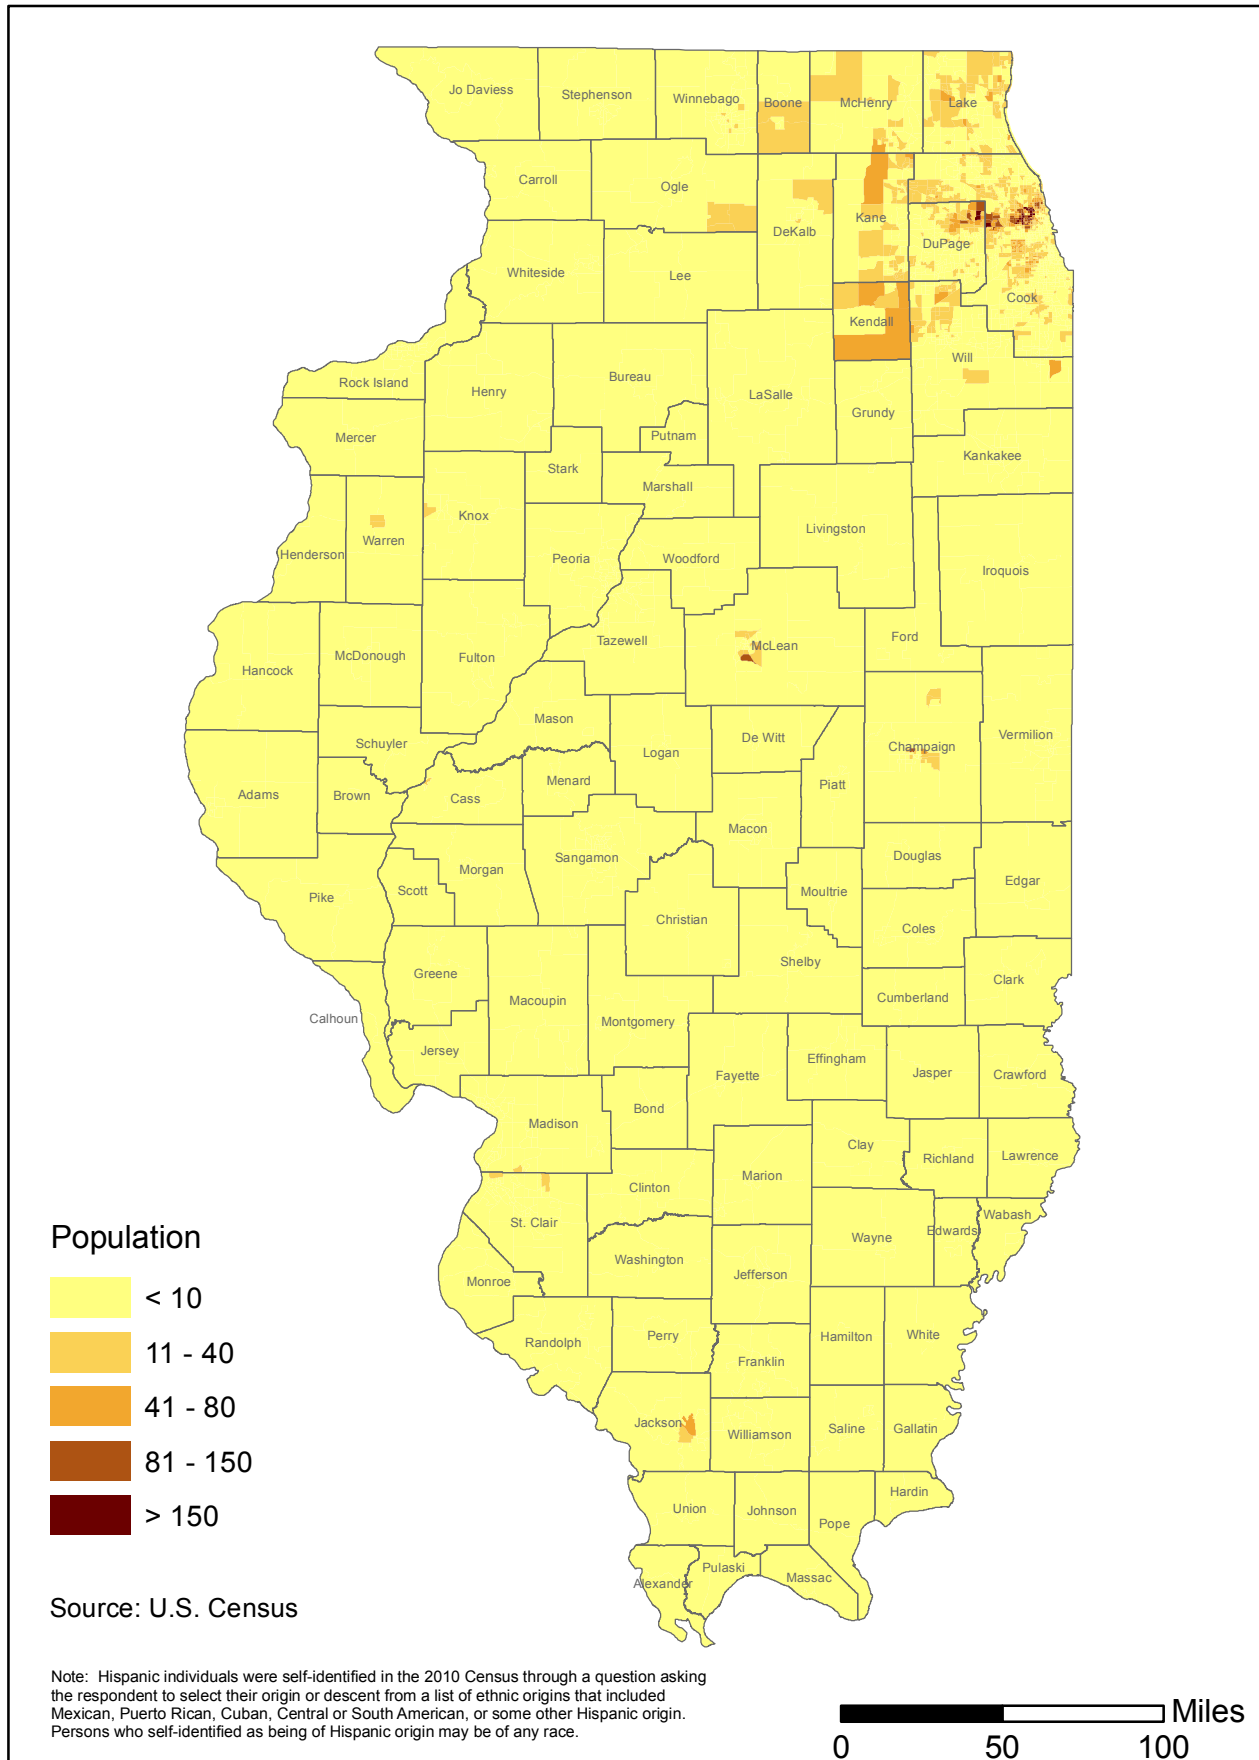 Jo Daviess
Stephenson
Winnebago
Boone
McHenry
Lake
Carroll
Ogle
DeKalb
Kane
DuPage
Cook
Whiteside
Lee
Kendall
Will
Rock Island
Henry
Bureau
LaSalle
Grundy
Mercer
Putnam
Kankakee
Stark
Marshall
Henderson
Warren
Knox
Peoria
Woodford
Livingston
Iroquois
Hancock
McDonough
Fulton
Tazewell
McLean
Ford
Schuyler
Mason
Logan
De Witt
Champaign
Vermilion
Adams
Brown
Cass
Menard
Piatt
Macon
Pike
Scott
Morgan
Sangamon
Christian
Moultrie
Douglas
Edgar
Coles
Shelby
Greene
Macoupin
Montgomery
Cumberland
Clark
Calhoun
Jersey
Fayette
Effingham
Jasper
Crawford
Madison
Bond
Clay
Richland
Lawrence
Marion
Clinton
St. Clair
Wayne
Edwards
Wabash
Washington
Jefferson
Monroe
Randolph
Perry
Hamilton
White
Franklin
Jackson
Williamson
Saline
Gallatin
Union
Johnson
Pope
Hardin
Alexander
Pulaski
Massac
Population
< 10
11 - 40
41 - 80
81 - 150
> 150
Source: U.S. Census
Note: Hispanic individuals were self-identified in the 2010 Census through a question asking
the respondent to select their origin or descent from a list of ethnic origins that included
Mexican, Puerto Rican, Cuban, Central or South American, or some other Hispanic origin.
Persons who self-identified as being of Hispanic origin may be of any race.
Miles
0 50 100